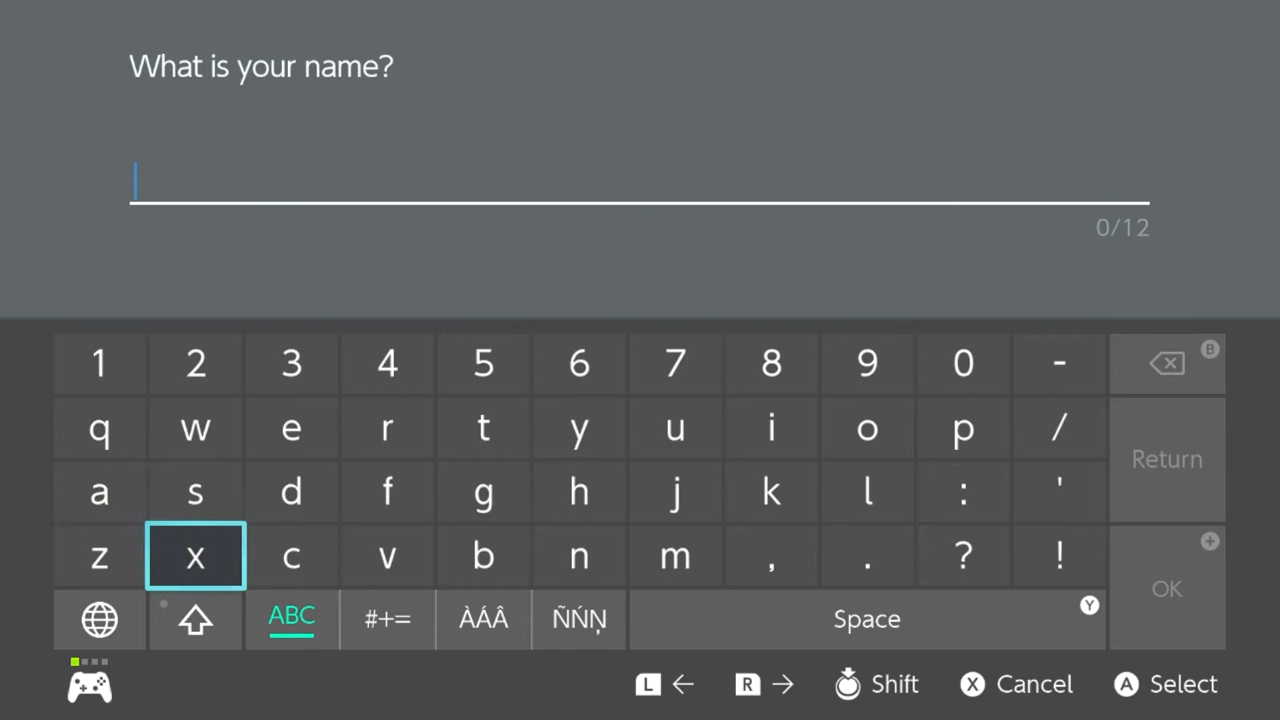 What is your name?
0/12
1 2 3 4 5 6 7 8 9 0 - B
q w e r t y u i o p /
Return
a s d f g h j k l : '
z x c v b n m , . ? ! +
OK
ABC #+= ÀÁÂ ÑŃŅ Space Y
L ← R → Shift X Cancel A Select